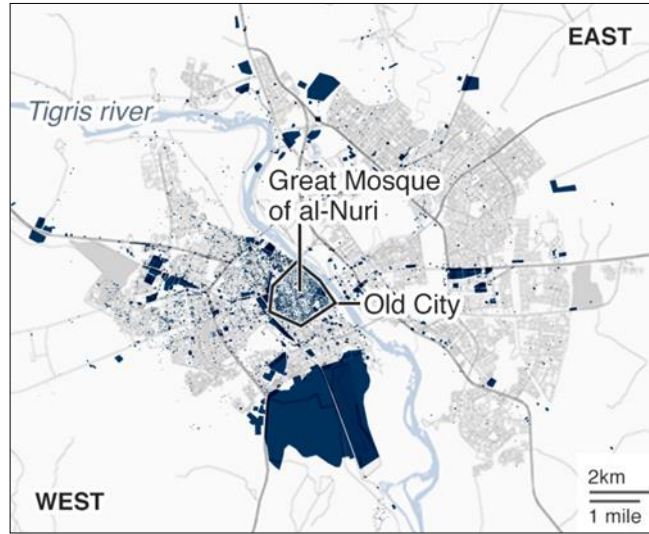 EAST
Tigris river
Great Mosque
of al-Nuri
Old City
WEST
2km
1 mile